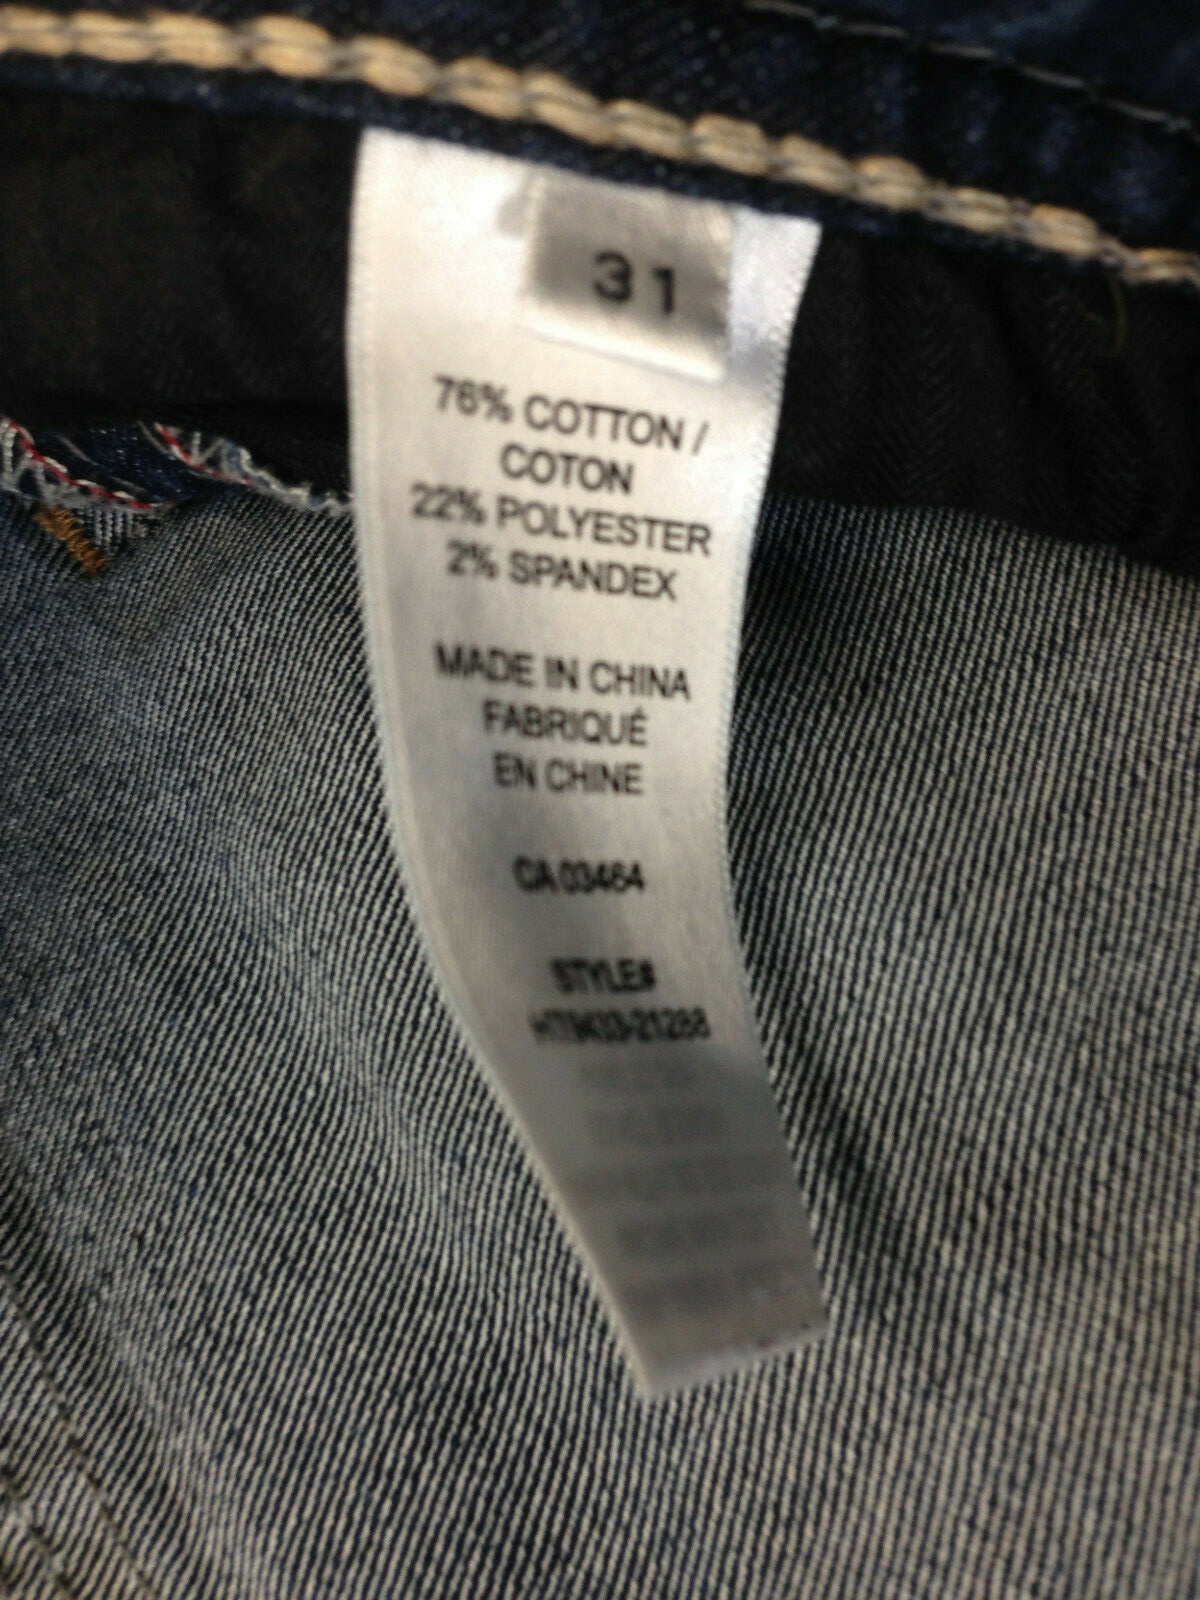 31
76% COTTON /
COTON
22% POLYESTER
2% SPANDEX
MADE IN CHINA
FABRIQUÉ
EN CHINE
CA 03464
STYLE#